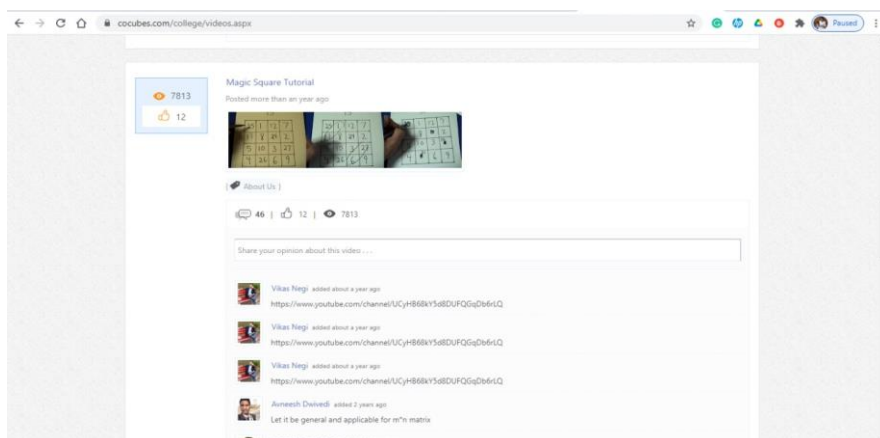 cocubes.com/college/videos.aspx
Paused
7813
12
Magic Square Tutorial
Posted more than an year ago
About Us
46 | 12 | 7813
Share your opinion about this video . . .
Vikas Negi added about a year ago
https://www.youtube.com/channel/UCyHB68kY5d8DUFQGqDb6rLQ
Vikas Negi added about a year ago
https://www.youtube.com/channel/UCyHB68kY5d8DUFQGqDb6rLQ
Vikas Negi added about a year ago
https://www.youtube.com/channel/UCyHB68kY5d8DUFQGqDb6rLQ
Avneesh Dwivedi added 2 years ago
Let it be general and applicable for m*n matrix